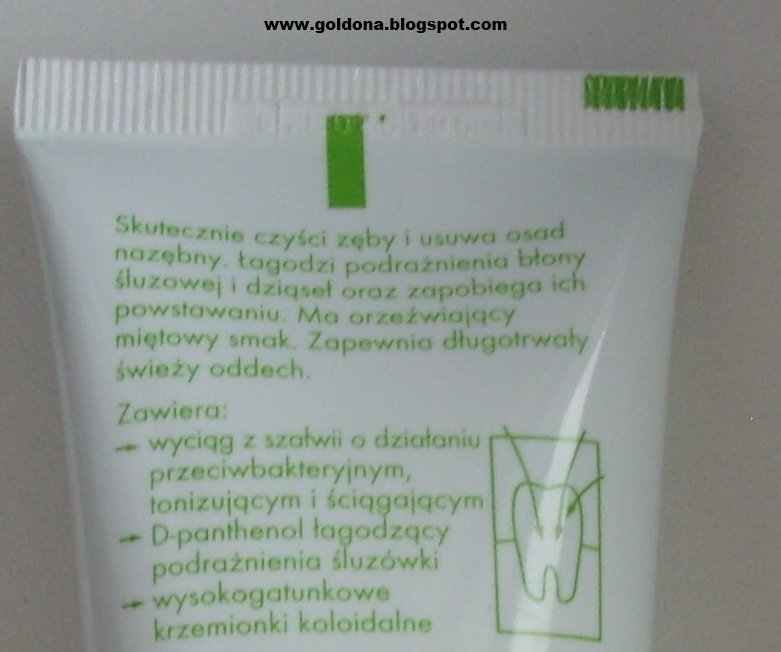 www.goldona.blogspot.com
Skutecznie czyści zęby i usuwa osad
nazębny. Łagodzi podrażnienia błony
śluzowej i dziąseł oraz zapobiega ich
powstawaniu. Ma orzeźwiający
miętowy smak. Zapewnia długotrwały
świeży oddech.
Zawiera:
→ wyciąg z szałwii o działaniu
przeciwbakteryjnym,
tonizującym i ściągającym
→ D-panthenol łagodzący
podrażnienia śluzówki
→ wysokogatunkowe
krzemionki koloidalne